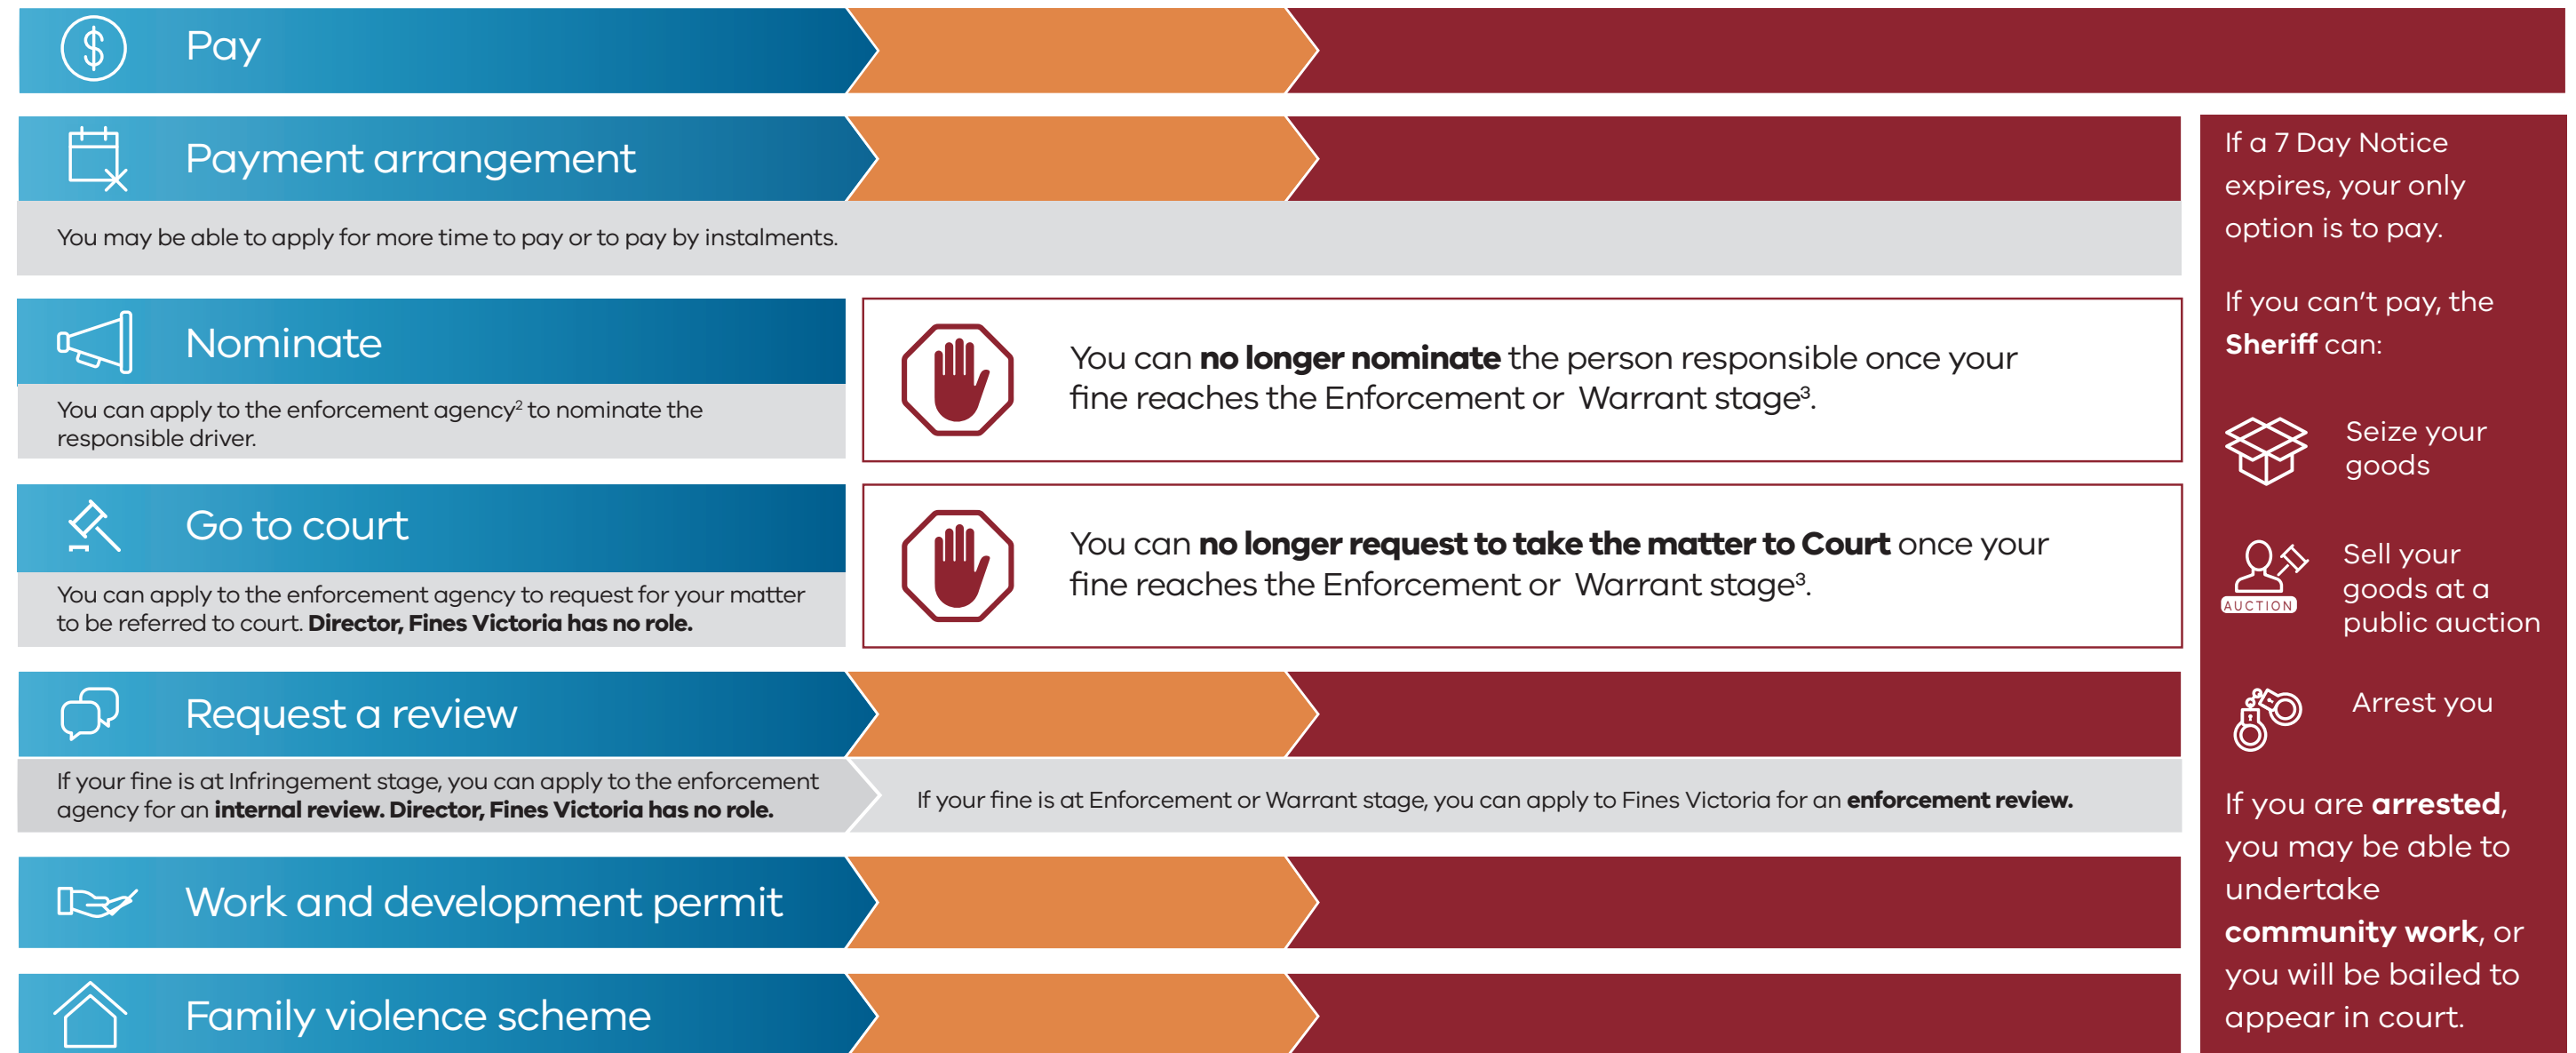 Pay
Payment arrangement
You may be able to apply for more time to pay or to pay by instalments.
Nominate
You can apply to the enforcement agency² to nominate the
responsible driver.
You can no longer nominate the person responsible once your
fine reaches the Enforcement or Warrant stage³.
Go to court
You can apply to the enforcement agency to request for your matter
to be referred to court. Director, Fines Victoria has no role.
You can no longer request to take the matter to Court once your
fine reaches the Enforcement or Warrant stage³.
Request a review
If your fine is at Infringement stage, you can apply to the enforcement
agency for an internal review. Director, Fines Victoria has no role.
If your fine is at Enforcement or Warrant stage, you can apply to Fines Victoria for an enforcement review.
Work and development permit
Family violence scheme
If a 7 Day Notice
expires, your only
option is to pay.
If you can't pay, the
Sheriff can:
Seize your
goods
AUCTION
Sell your
goods at a
public auction
Arrest you
If you are arrested,
you may be able to
undertake
community work, or
you will be bailed to
appear in court.